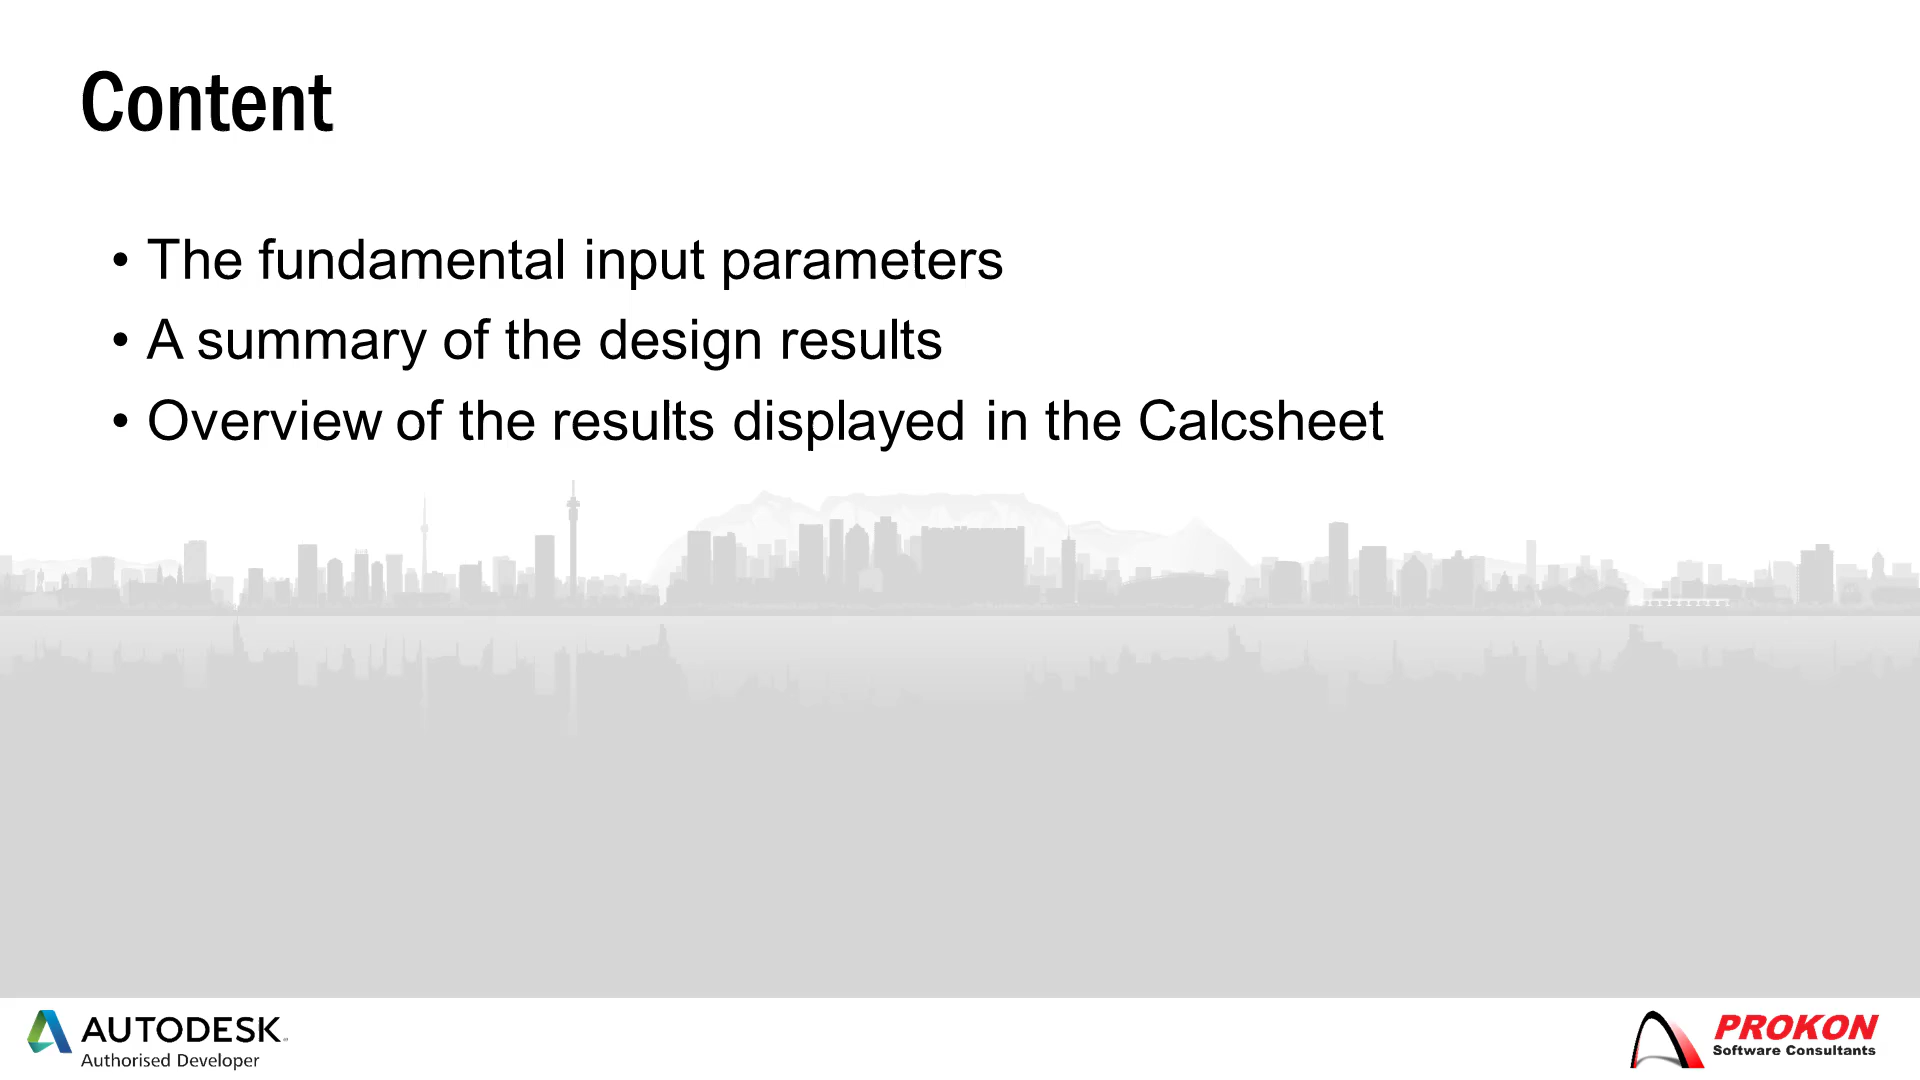 Content
• The fundamental input parameters
• A summary of the design results
• Overview of the results displayed in the Calcsheet
AUTODESK
Authorised Developer
PROKON
Software Consultants